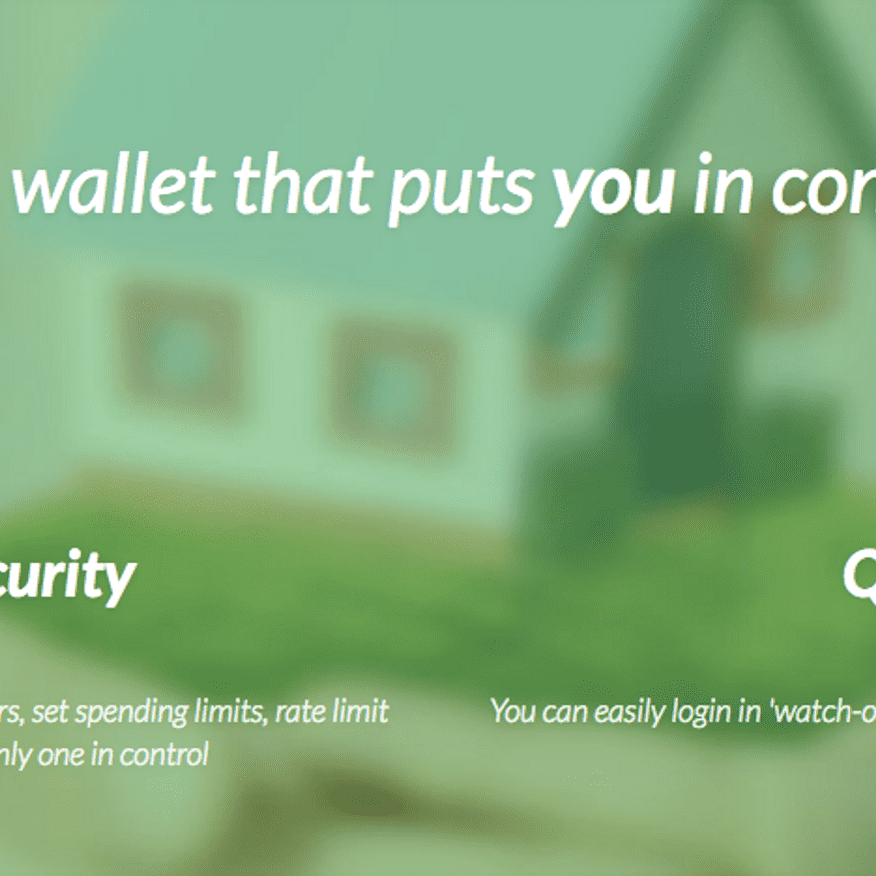 wallet that puts you in con
curity
Q
rs, set spending limits, rate limit
nly one in control
You can easily login in 'watch-o